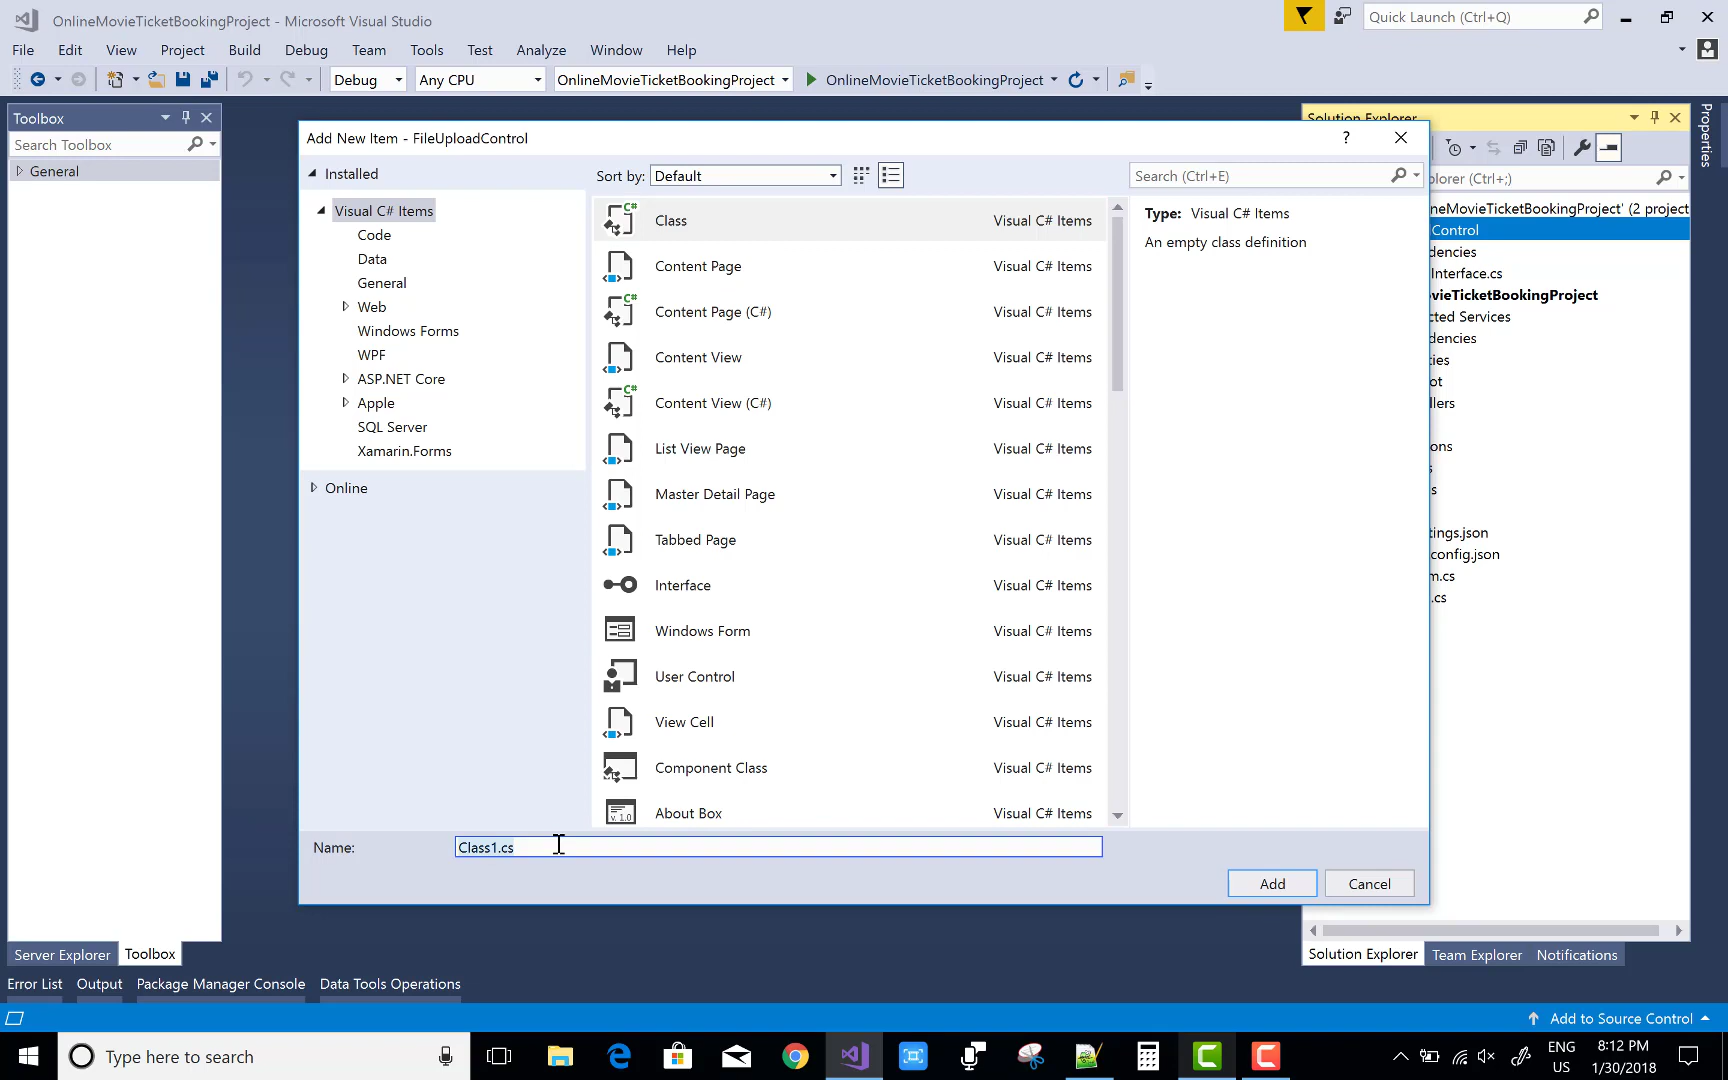 OnlineMovieTicketBookingProject - Microsoft Visual Studio
Quick Launch (Ctrl+Q)
File Edit View Project Build Debug Team Tools Test Analyze Window Help
Debug Any CPU OnlineMovieTicketBookingProject OnlineMovieTicketBookingProject
Toolbox
Search Toolbox
General
Add New Item - FileUploadControl
Installed
Visual C# Items
Code
Data
General
Web
Windows Forms
WPF
ASP.NET Core
Apple
SQL Server
Xamarin.Forms
Online
Sort by: Default
Search (Ctrl+E)
Class Visual C# Items
Content Page Visual C# Items
Content Page (C#) Visual C# Items
Content View Visual C# Items
Content View (C#) Visual C# Items
List View Page Visual C# Items
Master Detail Page Visual C# Items
Tabbed Page Visual C# Items
Interface Visual C# Items
Windows Form Visual C# Items
User Control Visual C# Items
View Cell Visual C# Items
Component Class Visual C# Items
About Box Visual C# Items
Type: Visual C# Items
An empty class definition
Name: Class1.cs
Add Cancel
Solution Explorer
plorer (Ctrl+;)
neMovieTicketBookingProject' (2 project
Control
dencies
Interface.cs
vieTicketBookingProject
cted Services
dencies
ties
ot
llers
ons
s
s
tings.json
config.json
m.cs
.cs
Properties
Server Explorer Toolbox
Solution Explorer Team Explorer Notifications
Error List Output Package Manager Console Data Tools Operations
Add to Source Control
Type here to search
ENG
US
8:12 PM
1/30/2018